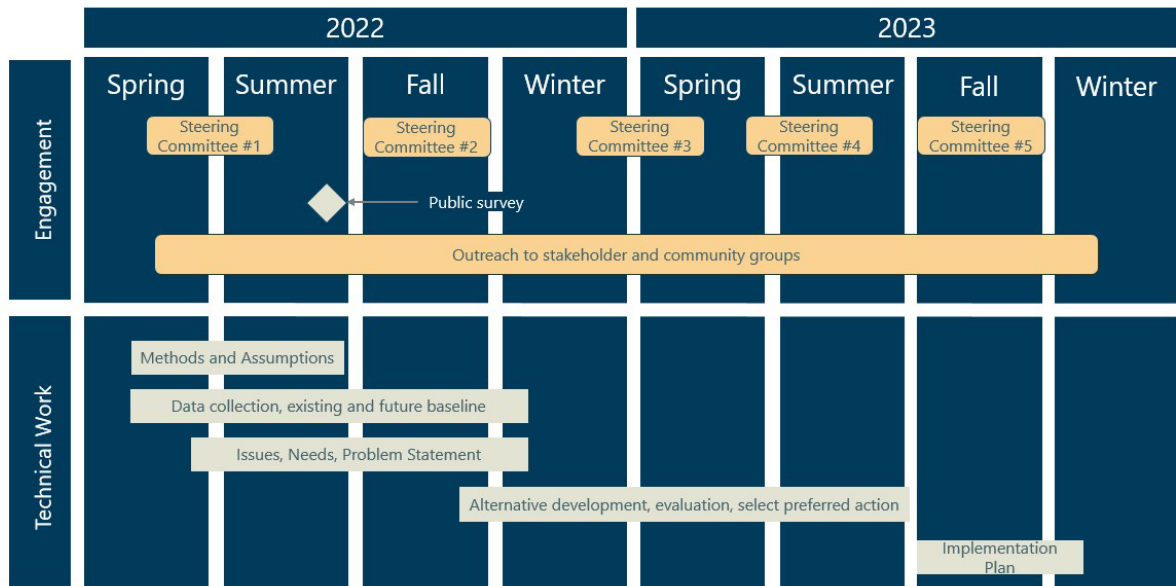 2022
2023
Engagement
Spring
Summer
Fall
Winter
Spring
Summer
Fall
Winter
Steering
Committee #1
Steering
Committee #2
Steering
Committee #3
Steering
Committee #4
Steering
Committee #5
Public survey
Outreach to stakeholder and community groups
Technical Work
Methods and Assumptions
Data collection, existing and future baseline
Issues, Needs, Problem Statement
Alternative development, evaluation, select preferred action
Implementation
Plan